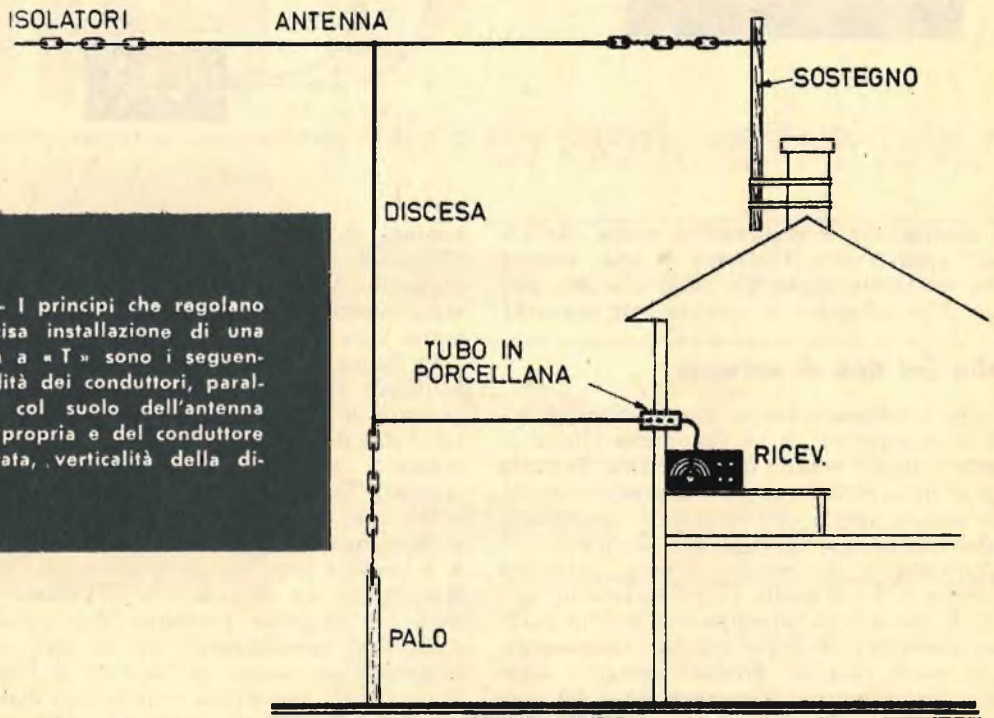 ISOLATORI
ANTENNA
SOSTEGNO
DISCESA
- I principi che regolano
isa installazione di una
a a « T » sono i seguen-
lità dei conduttori, paral-
col suolo dell'antenna
propria e del conduttore
ata, verticalità della di-
TUBO IN
PORCELLANA
RICEV.
PALO